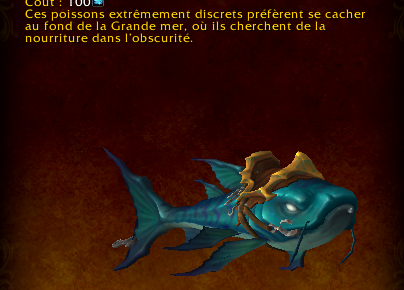 Coût : 100
Ces poissons extrêmement discrets préfèrent se cacher
au fond de la Grande mer, où ils cherchent de la
nourriture dans l'obscurité.